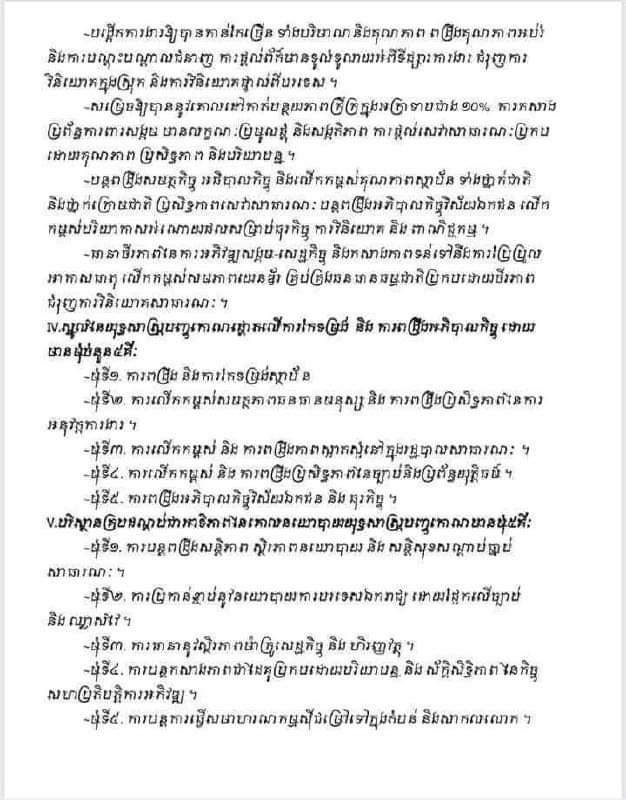 ~បង្កើតការងារឱ្យបានកាន់តែច្រើន ទាំងបរិមាណ និងគុណភាព ពង្រឹងគុណភាពអប់រំ
និងការបណ្តុះបណ្តាលជំនាញ ការផ្តល់ព័ត៌មានទូលំទូលាយអំពីទីផ្សារការងារ ជំរុញការ
វិនិយោគក្នុងស្រុក និងការវិនិយោគផ្ទាល់ពីបរទេស ។
~សម្រេចឱ្យបាននូវគោលដៅកាត់បន្ថយភាពក្រីក្រក្នុងអត្រាទាបជាង ១០% ការកសាង
ប្រព័ន្ធការពារសង្គម មានលក្ខណៈប្រមូលផ្តុំ និងសង្គតិភាព ការផ្តល់សេវាសាធារណៈប្រកប
ដោយគុណភាព ប្រសិទ្ធភាព និងបរិយាបន្ន ។
~បន្តពង្រឹងសមត្ថកិច្ច អភិបាលកិច្ច និងលើកកម្ពស់គុណភាពស្ថាប័ន ទាំងថ្នាក់ជាតិ
និងថ្នាក់ក្រោមជាតិ ប្រសិទ្ធភាពសេវាសាធារណៈ បន្តពង្រឹងអភិបាលកិច្ចវិស័យឯកជន លើក
កម្ពស់បរិយាកាសអំណោយផលសម្រាប់ធុរកិច្ច ការវិនិយោគ និង ពាណិជ្ជកម្ម ។
~ធានាចីរភាពនៃការអភិវឌ្ឍសង្គម-សេដ្ឋកិច្ច និងកសាងភាពធន់ទៅនឹងការប្រែប្រួល
អាកាសធាតុ លើកកម្ពស់សមភាពយេនឌ័រ គ្រប់គ្រងធនធានធម្មជាតិប្រកបដោយចីរភាព
ជំរុញការវិនិយោគសាធារណៈ ។
IV.ស្នូលនៃយុទ្ធសាស្ត្របញ្ចកោណផ្តោតលើការកែទម្រង់ និង ការពង្រឹងអភិបាលកិច្ច ដោយ
មានមុំចំនួន៥គឺៈ
~មុំទី១. ការពង្រឹង និងការកែទម្រង់ស្ថាប័ន
~មុំទី២. ការលើកកម្ពស់សមត្ថភាពធនធានមនុស្ស និង ការពង្រឹងប្រសិទ្ធភាពនៃការ
អនុវត្តការងារ ។
~មុំទី៣. ការលើកកម្ពស់ និង ការពង្រឹងភាពស្អាតស្អំនៅក្នុងរដ្ឋបាលសាធារណៈ ។
~មុំទី៤. ការលើកកម្ពស់ និង ការពង្រឹងប្រសិទ្ធភាពនៃច្បាប់និងប្រព័ន្ធយុត្តិធម៌ ។
~មុំទី៥. ការពង្រឹងអភិបាលកិច្ចវិស័យឯកជន និង ធុរកិច្ច ។
V.បរិស្ថានគ្របដណ្តប់ជាអាទិភាពនៃគោលនយោបាយយុទ្ធសាស្ត្របញ្ចកោណមានមុំ៥គឺៈ
~មុំទី១. ការបន្តពង្រឹងសន្តិភាព ស្ថិរភាពនយោបាយ និង សន្តិសុខសណ្តាប់ធ្នាប់
សាធារណៈ ។
~មុំទី២. ការប្រកាន់ខ្ជាប់នូវនយោបាយការបរទេសឯករាជ្យ ដោយផ្អែកលើច្បាប់
និង ឈ្នះឈ្នះ ។
~មុំទី៣. ការធានានូវស្ថិរភាពម៉ាក្រូសេដ្ឋកិច្ច និង ហិរញ្ញវត្ថុ ។
~មុំទី៤. ការបន្តកសាងភាពជាដៃគូប្រកបដោយបរិយាបន្ន និង ស័ក្តិសិទ្ធិភាពនៃកិច្ច
សហប្រតិបត្តិការអភិវឌ្ឍ ។
~មុំទី៥. ការបន្តការធ្វើសមាហរណកម្មស៊ីជម្រៅទៅក្នុងតំបន់ និងសាកលលោក ។